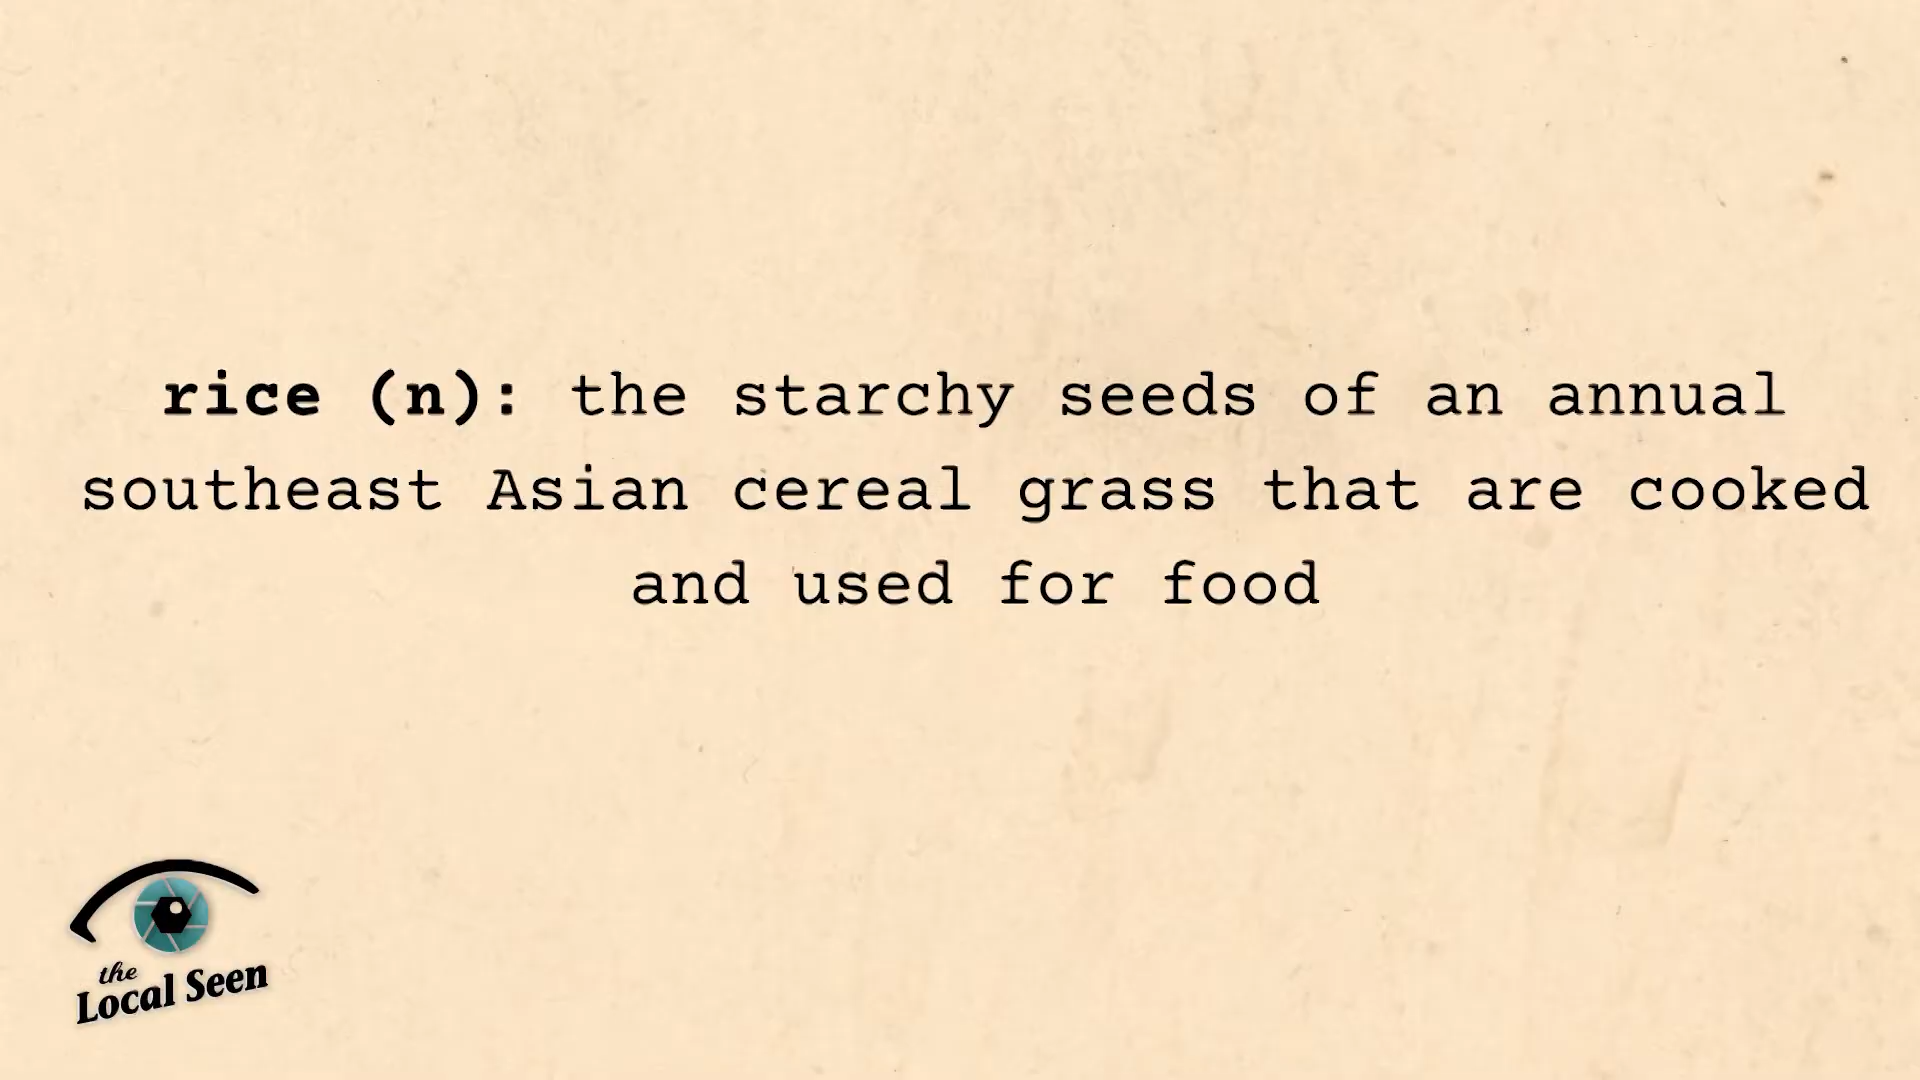 rice (n): the starchy seeds of an annual
southeast Asian cereal grass that are cooked
and used for food
the
Local Seen